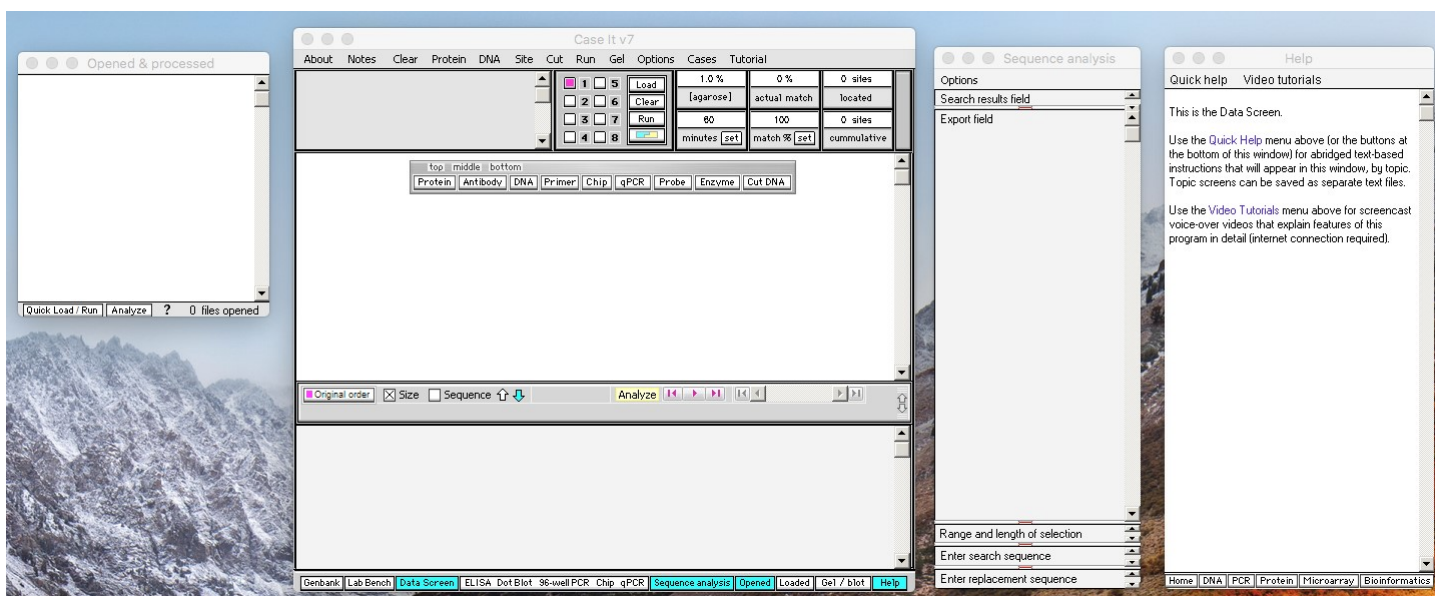 Opened & processed
Quick Load / Run Analyze ? 0 files opened
Case It v7
About Notes Clear Protein DNA Site Cut Run Gel Options Cases Tutorial
1 5 Load
2 6 Clear
3 7 Run
4 8
1.0 % 0 % 0 sites
[agarose] actual match located
60 100 0 sites
minutes set match % set cummulative
top middle bottom
Protein Antibody DNA Primer Chip qPCR Probe Enzyme Cut DNA
Original order Size Sequence Analyze
Genbank Lab Bench Data Screen ELISA Dot Blot 96-well PCR Chip qPCR Sequence analysis Opened Loaded Gel / blot Help
Sequence analysis
Options
Search results field
Export field
Range and length of selection
Enter search sequence
Enter replacement sequence
Help
Quick help Video tutorials
This is the Data Screen.
Use the Quick Help menu above (or the buttons at
the bottom of this window) for abridged text-based
instructions that will appear in this window, by topic.
Topic screens can be saved as separate text files.
Use the Video Tutorials menu above for screencast
voice-over videos that explain features of this
program in detail (internet connection required).
Home DNA PCR Protein Microarray Bioinformatics